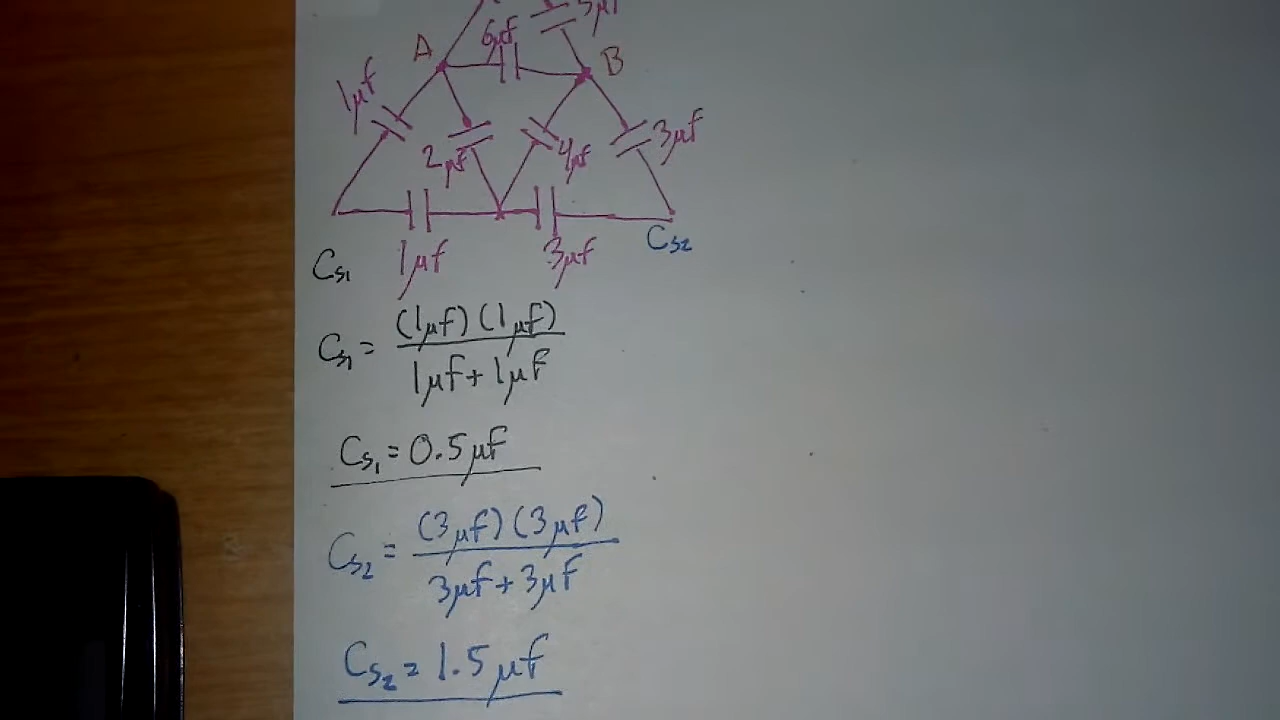 5μf
A 6μf B
1μf
2μf 4μf 3μf
1μf 3μf
Cs₁ Cs₂
Cs₁ = (1μf)(1μf)
1μf + 1μf
Cs₁ = 0.5μf
Cs₂ = (3μf)(3μf)
3μf + 3μf
Cs₂ = 1.5μf